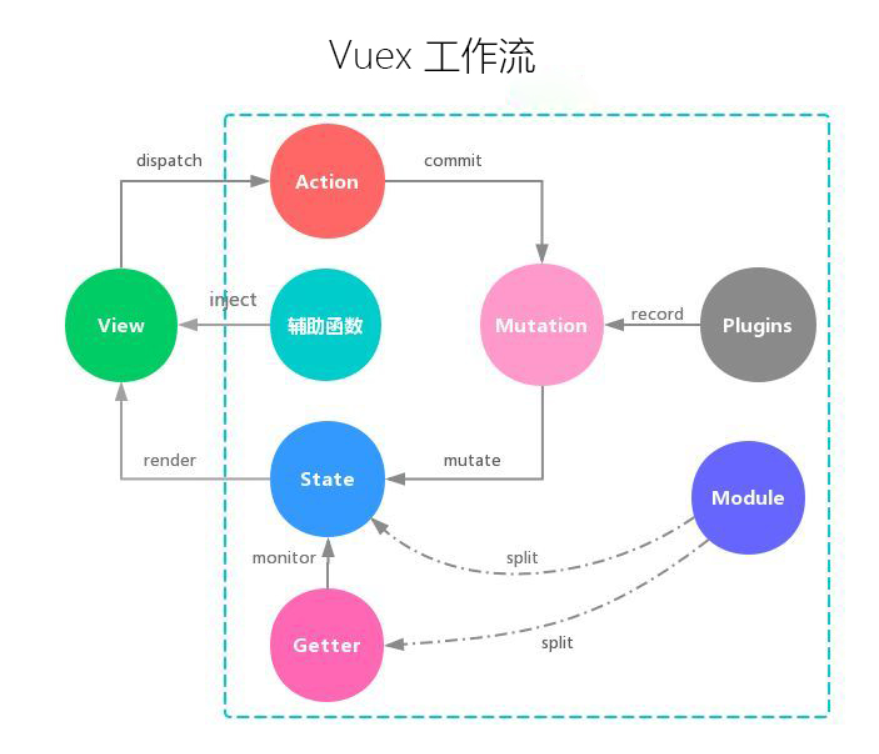 Vuex 工作流
dispatch
Action
commit
View
inject
辅助函数
Mutation
record
Plugins
render
State
mutate
Module
monitor
split
Getter
split